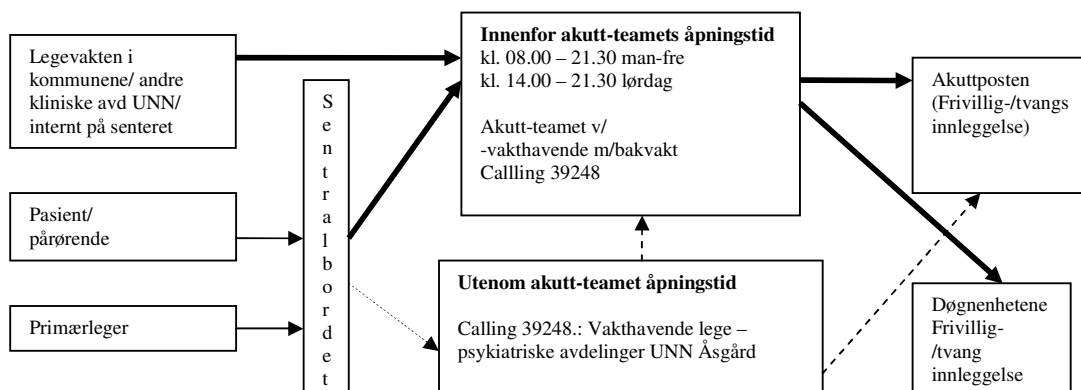 Legevakten i
kommunene/ andre
kliniske avd UNN/
internt på senteret
Pasient/
pårørende
Primærleger
S
e
n
t
r
a
l
b
o
r
d
e
t
Innenfor akutt-teamets åpningstid
kl. 08.00 – 21.30 man-fre
kl. 14.00 – 21.30 lørdag
Akutt-teamet v/
-vakthavende m/bakvakt
Callling 39248
Utenom akutt-teamet åpningstid
Calling 39248.: Vakthavende lege –
psykiatriske avdelinger UNN Åsgård
Akuttposten
(Frivillig-/tvangs
innleggelse)
Døgnenhetene
Frivillig-
/tvang
innleggelse